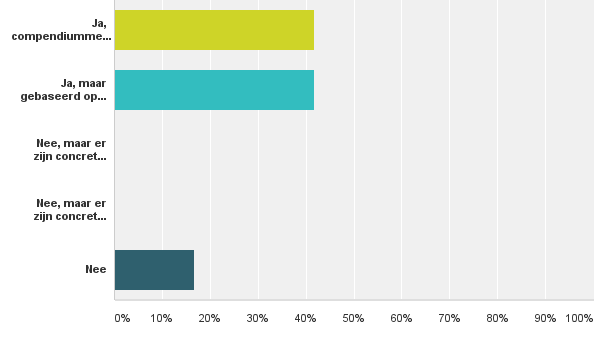 Ja,
compendiumme...
Ja, maar
gebaseerd op...
Nee, maar er
zijn concret...
Nee, maar er
zijn concret...
Nee
0% 10% 20% 30% 40% 50% 60% 70% 80% 90% 100%